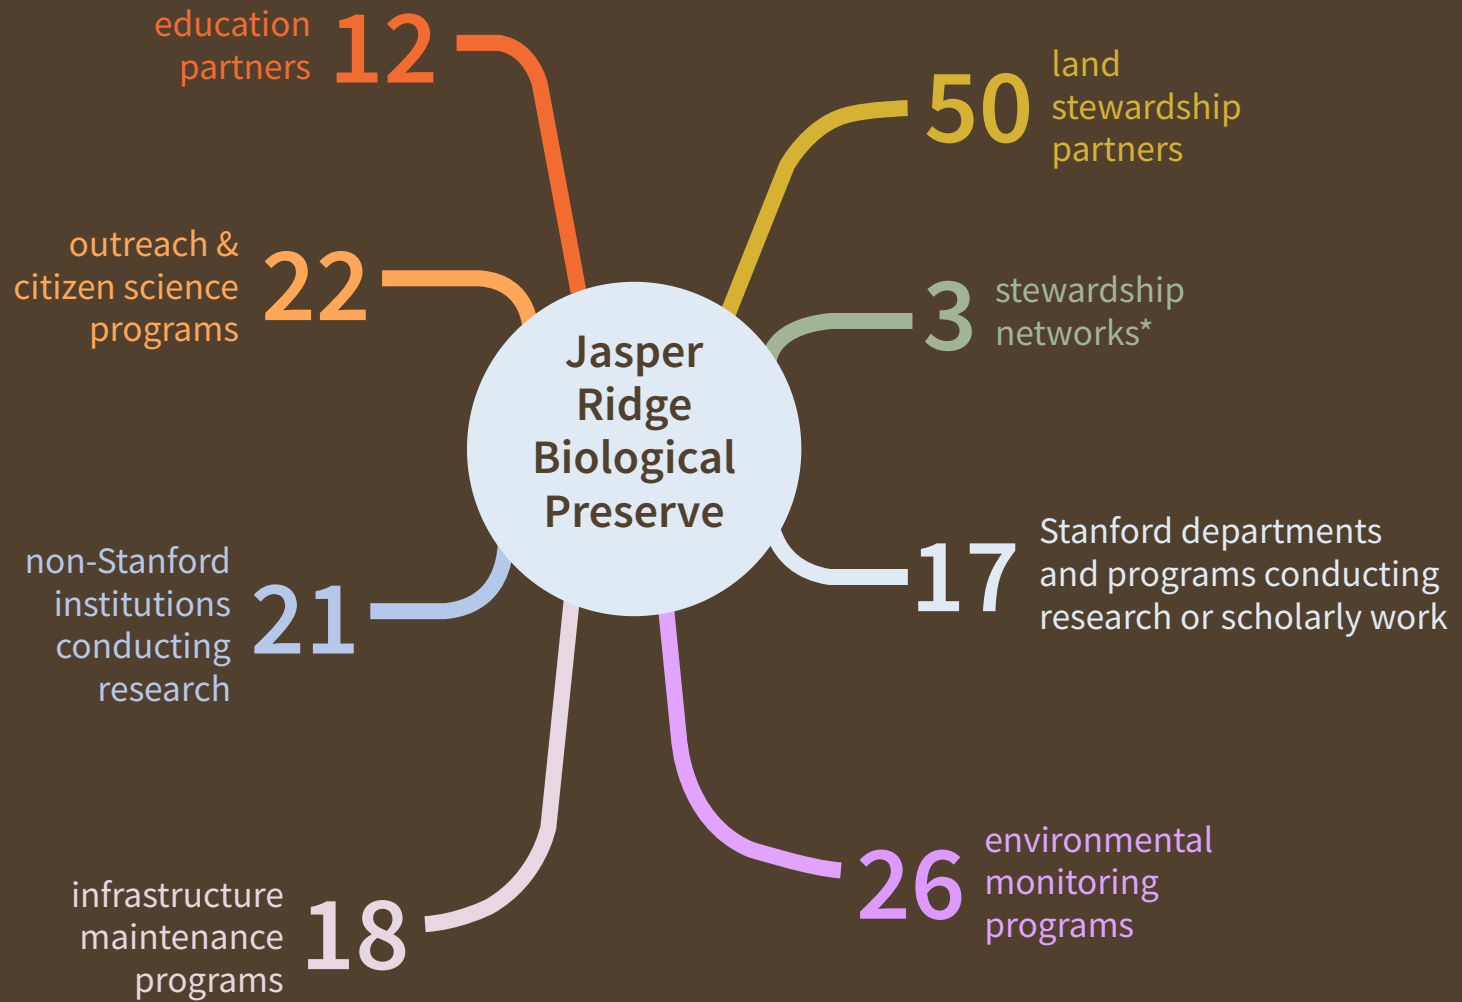 education
partners
12
50
land
stewardship
partners
outreach &
citizen science
programs
22
3
stewardship
networks*
Jasper
Ridge
Biological
Preserve
non-Stanford
institutions
conducting
research
21
17
Stanford departments
and programs conducting
research or scholarly work
infrastructure
maintenance
programs
18
26
environmental
monitoring
programs